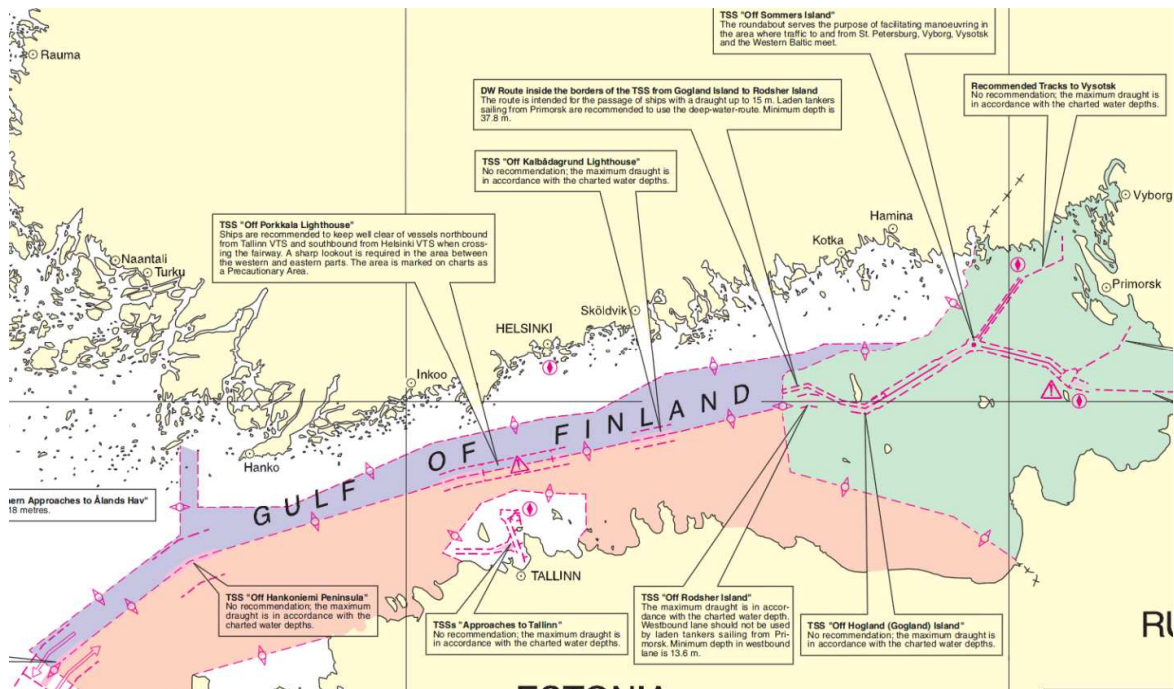 TSS "Off Sommers Island"
The roundabout serves the purpose of facilitating manoeuvring in
the area where traffic to and from St. Petersburg, Vyborg, Vysotsk
and the Western Baltic meet.
Rauma
DW Route inside the borders of the TSS from Gogland Island to Rodsher Island
The route is intended for the passage of ships with a draught up to 15 m. Laden tankers
sailing from Primorsk are recommended to use the deep-water-route. Minimum depth is
37.8 m.
Recommended Tracks to Vysotsk
No recommendation; the maximum draught is
in accordance with the charted water depths.
TSS "Off Kalbådagrund Lighthouse"
No recommendation; the maximum draught is
in accordance with the charted water depths.
Vyborg
TSS "Off Porkkala Lighthouse"
Ships are recommended to keep well clear of vessels northbound
from Tallinn VTS and southbound from Helsinki VTS when cross-
ing the fairway. A sharp lookout is required in the area between
the western and eastern parts. The area is marked on charts as
a Precautionary Area.
Hamina
Kotka
Naantali
Turku
Primorsk
Sköldvik
HELSINKI
Inkoo
Hanko
GULF OF FINLAND
ern Approaches to Ålands Hav"
18 metres.
TALLINN
TSS "Off Hankoniemi Peninsula"
No recommendation; the maximum
draught is in accordance with the
charted water depths.
TSSs "Approaches to Tallinn"
No recommendation; the maximum draught is
in accordance with the charted water depths.
TSS "Off Rodsher Island"
The maximum draught is in accor-
dance with the charted water depth.
Westbound lane should not be used
by laden tankers sailing from Pri-
morsk. Minimum depth in westbound
lane is 13.6 m.
TSS "Off Hogland (Gogland) Island"
No recommendation; the maximum draught is
in accordance with the charted water depths.
RU
ESTONIA